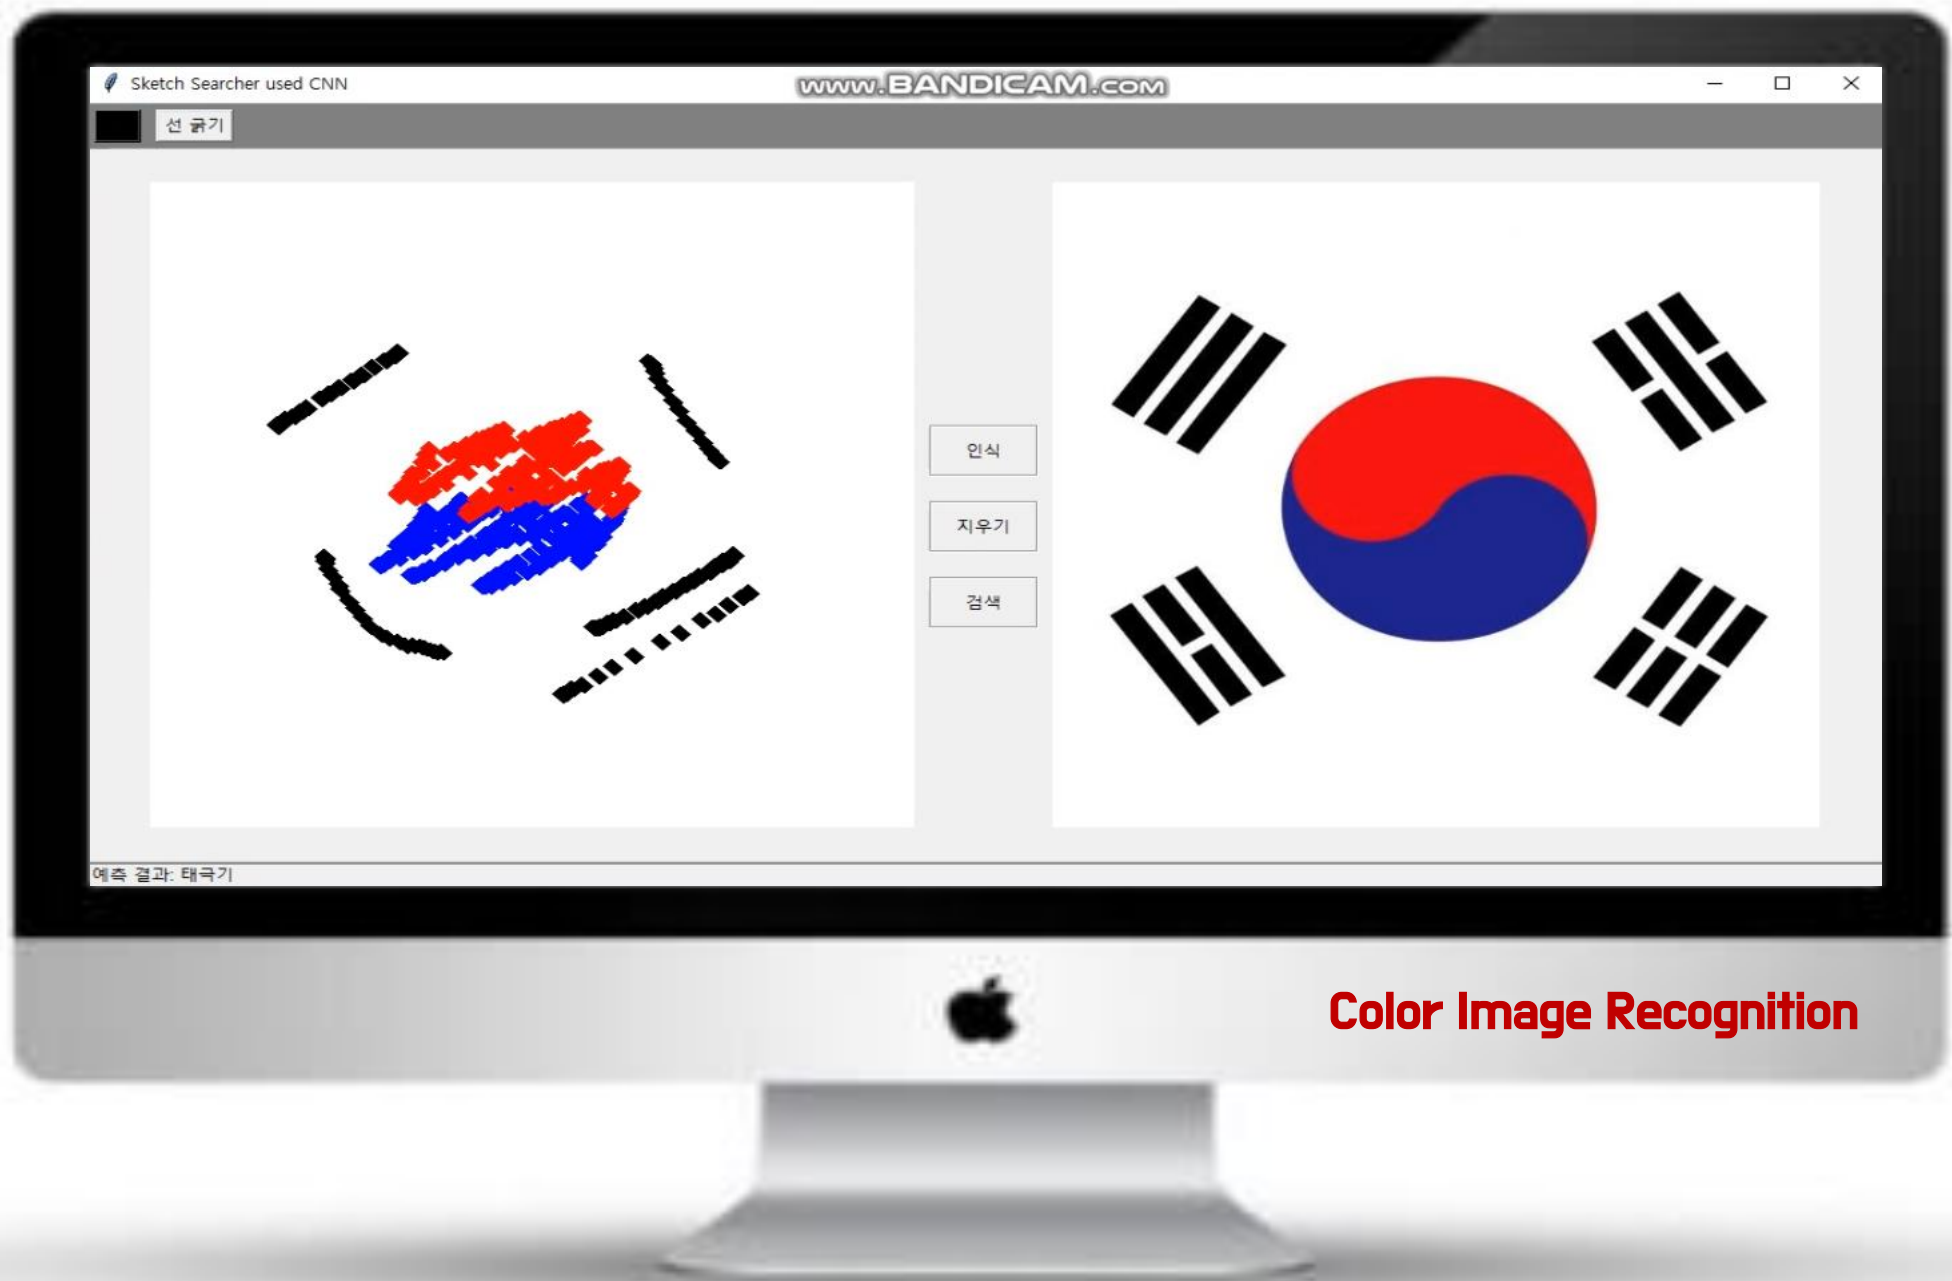 Sketch Searcher used CNN
www.BANDICAM.com
선 굵기
인식
지우기
검색
예측 결과: 태극기
Color Image Recognition